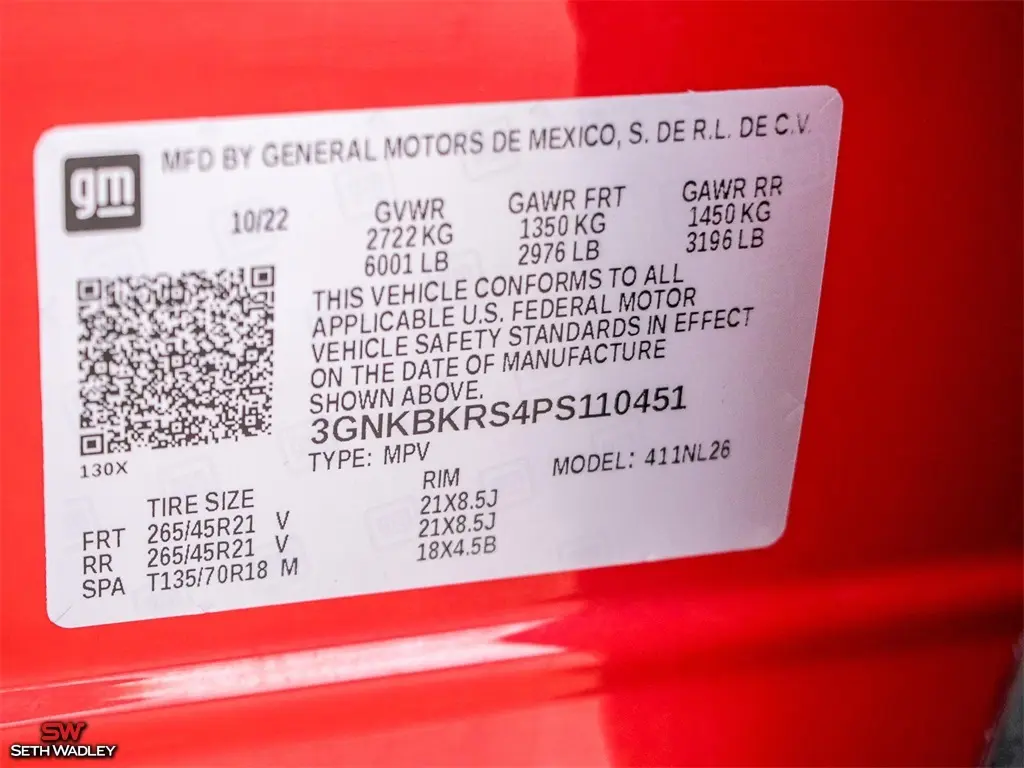 gm
MFD BY GENERAL MOTORS DE MEXICO, S. DE R.L. DE C.V.
10/22
GVWR GAWR FRT GAWR RR
2722 KG 1350 KG 1450 KG
6001 LB 2976 LB 3196 LB
THIS VEHICLE CONFORMS TO ALL
APPLICABLE U.S. FEDERAL MOTOR
VEHICLE SAFETY STANDARDS IN EFFECT
ON THE DATE OF MANUFACTURE
SHOWN ABOVE.
3GNKBKRS4PS110451
130X
TYPE: MPV MODEL: 411NL26
TIRE SIZE RIM
FRT 265/45R21 V 21X8.5J
RR 265/45R21 V 21X8.5J
SPA T135/70R18 M 18X4.5B
SW
SETH WADLEY